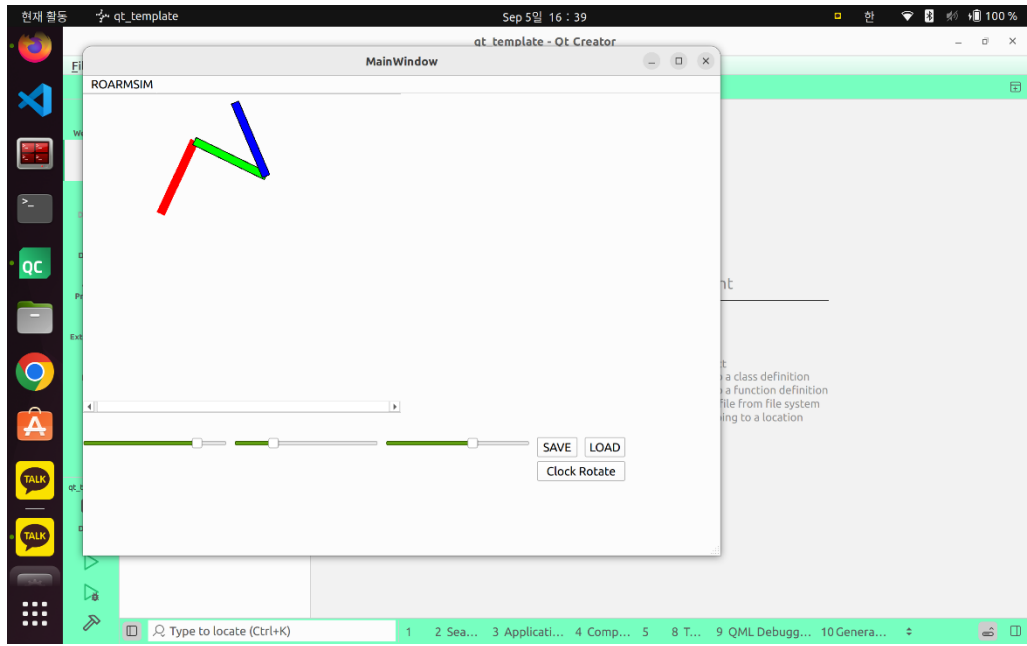 현재 활동
qt_template
Sep 5일 16 : 39
한
100 %
qt_template - Qt Creator
MainWindow
ROARMSIM
SAVE
LOAD
Clock Rotate
QC
TALK
TALK
a class definition
a function definition
file from file system
ing to a location
Type to locate (Ctrl+K)
1
2 Sea...
3 Applicati...
4 Comp...
5
8 T...
9 QML Debugg...
10 Genera...